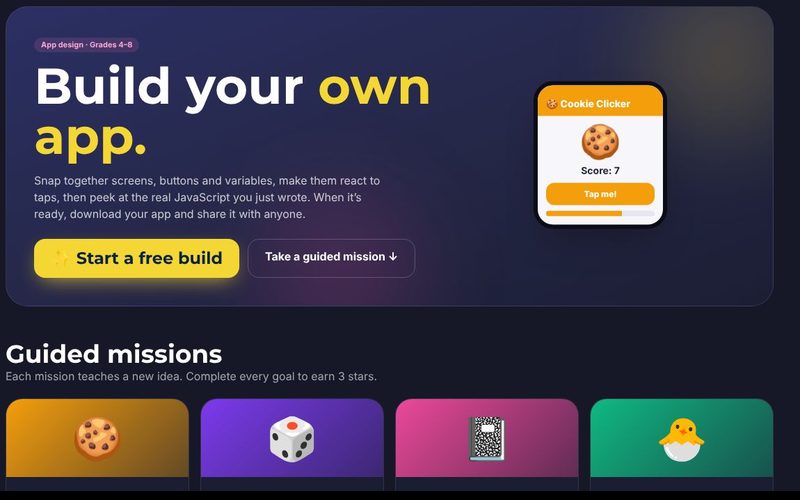 App design · Grades 4–8
Build your own
app.
Snap together screens, buttons and variables, make them react to
taps, then peek at the real JavaScript you just wrote. When it’s
ready, download your app and share it with anyone.
✨ Start a free build
Take a guided mission ↓
🍪 Cookie Clicker
Score: 7
Tap me!
Guided missions
Each mission teaches a new idea. Complete every goal to earn 3 stars.